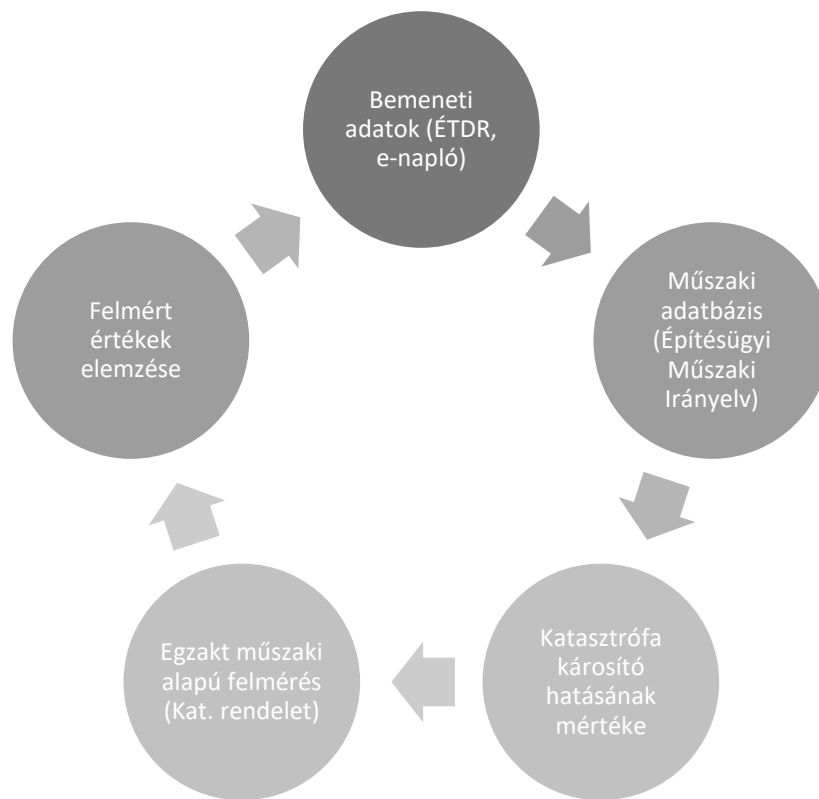 Bemeneti
adatok (ÉTDR,
e-napló)
Műszaki
adatbázis
(Építésügyi
Műszaki
Irányelv)
Katasztrófa
károsító
hatásának
mértéke
Egzakt műszaki
alapú felmérés
(Kat. rendelet)
Felmért
értékek
elemzése